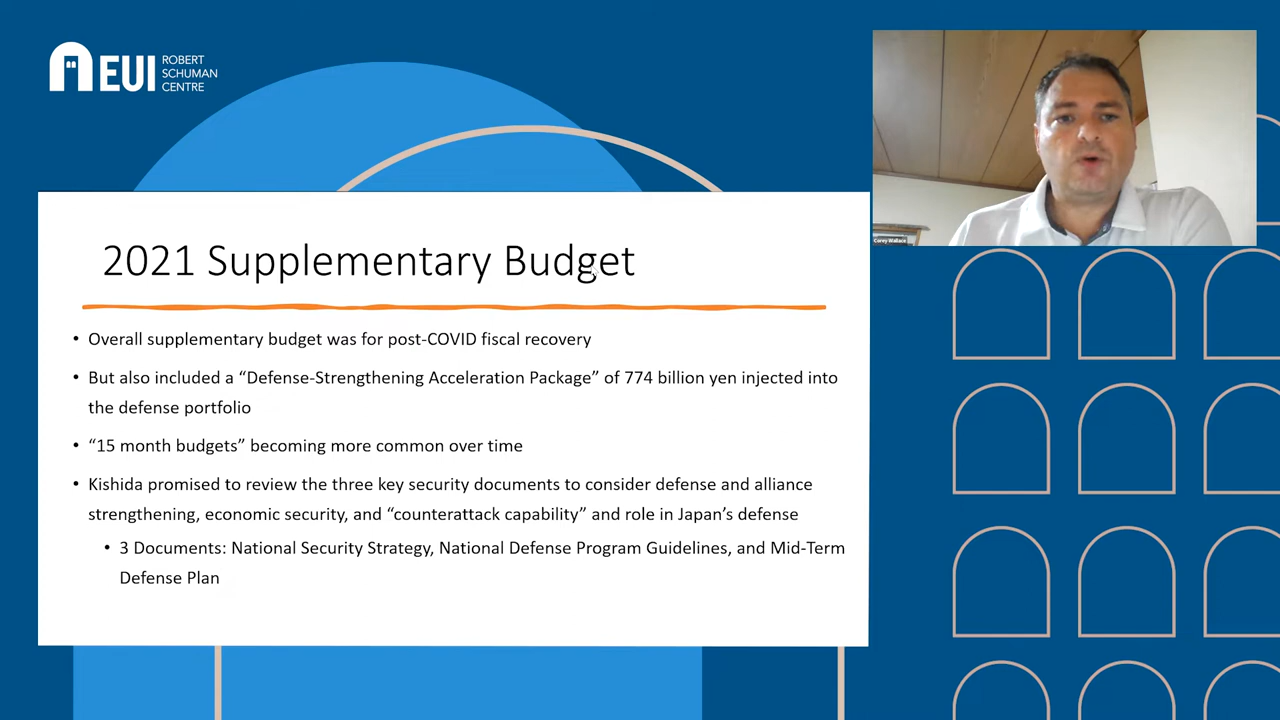 EUI
ROBERT
SCHUMAN
CENTRE
Corey Wallace
2021 Supplementary Budget
• Overall supplementary budget was for post-COVID fiscal recovery
• But also included a “Defense-Strengthening Acceleration Package” of 774 billion yen injected into
the defense portfolio
• “15 month budgets” becoming more common over time
• Kishida promised to review the three key security documents to consider defense and alliance
strengthening, economic security, and “counterattack capability” and role in Japan’s defense
• 3 Documents: National Security Strategy, National Defense Program Guidelines, and Mid-Term
Defense Plan